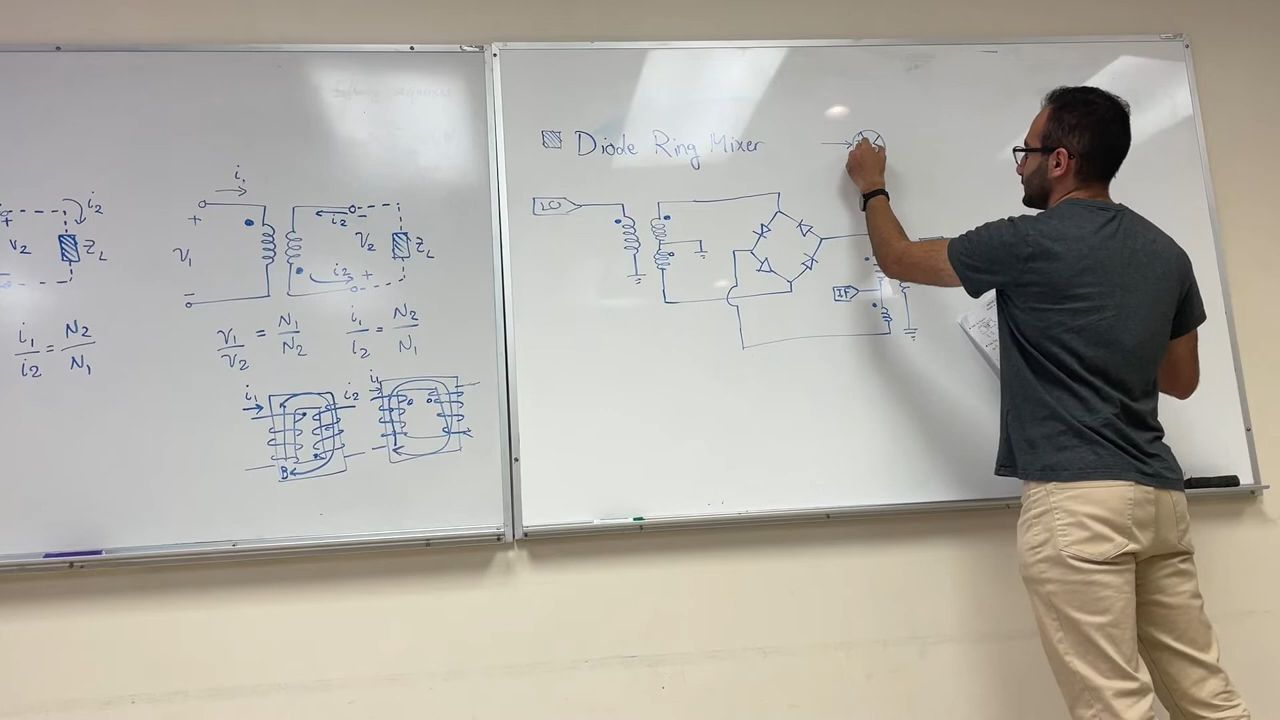 i2
+
V2
ZL
i1/i2 = N2/N1
i1
+
V1
-
i2
-
V2
ZL
i2
+
V1/V2 = N1/N2
i1/i2 = N2/N1
i1
i2
i1
B
Diode Ring Mixer
LO
IF